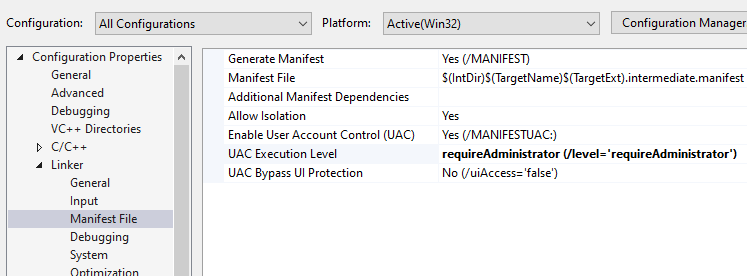 Configuration: All Configurations Platform: Active(Win32) Configuration Manager
Configuration Properties
General
Advanced
Debugging
VC++ Directories
C/C++
Linker
General
Input
Manifest File
Debugging
System
Optimization
Generate Manifest Yes (/MANIFEST)
Manifest File $(IntDir)$(TargetName)$(TargetExt).intermediate.manifest
Additional Manifest Dependencies
Allow Isolation Yes
Enable User Account Control (UAC) Yes (/MANIFESTUAC:)
UAC Execution Level requireAdministrator (/level='requireAdministrator')
UAC Bypass UI Protection No (/uiAccess='false')